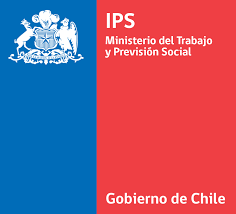 IPS
Ministerio del Trabajo
y Previsión Social
Gobierno de Chile